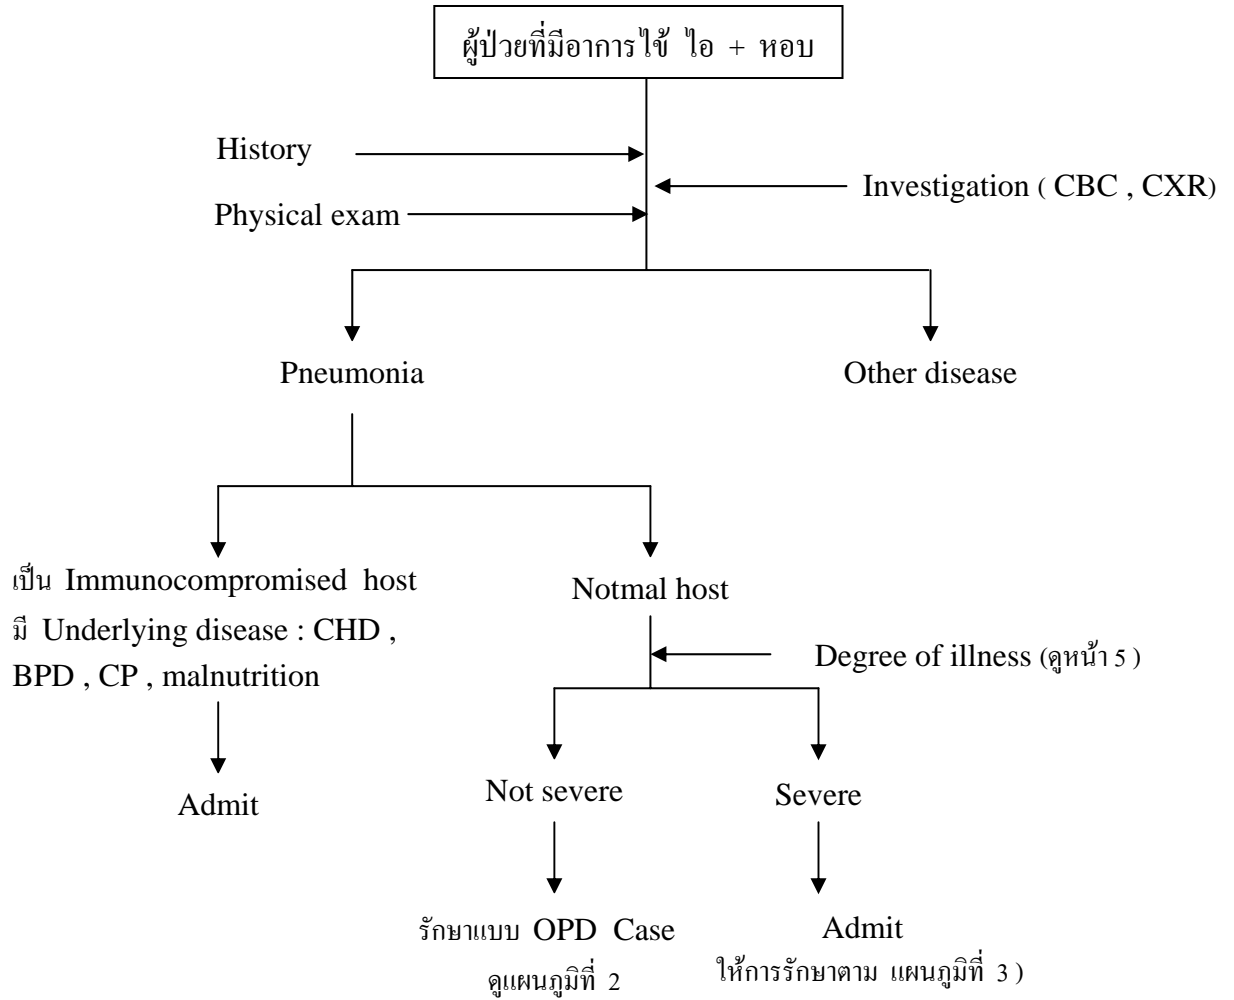 ผู้ป่วยที่มีอาการไข้ ไอ + หอบ
History
Investigation ( CBC , CXR)
Physical exam
Pneumonia
Other disease
เป็น Immunocompromised host
มี Underlying disease : CHD ,
BPD , CP , malnutrition
Notmal host
Degree of illness (ดูหน้า 5 )
Admit
Not severe
Severe
รักษาแบบ OPD Case
ดูแผนภูมิที่ 2
Admit
ให้การรักษาตาม แผนภูมิที่ 3 )